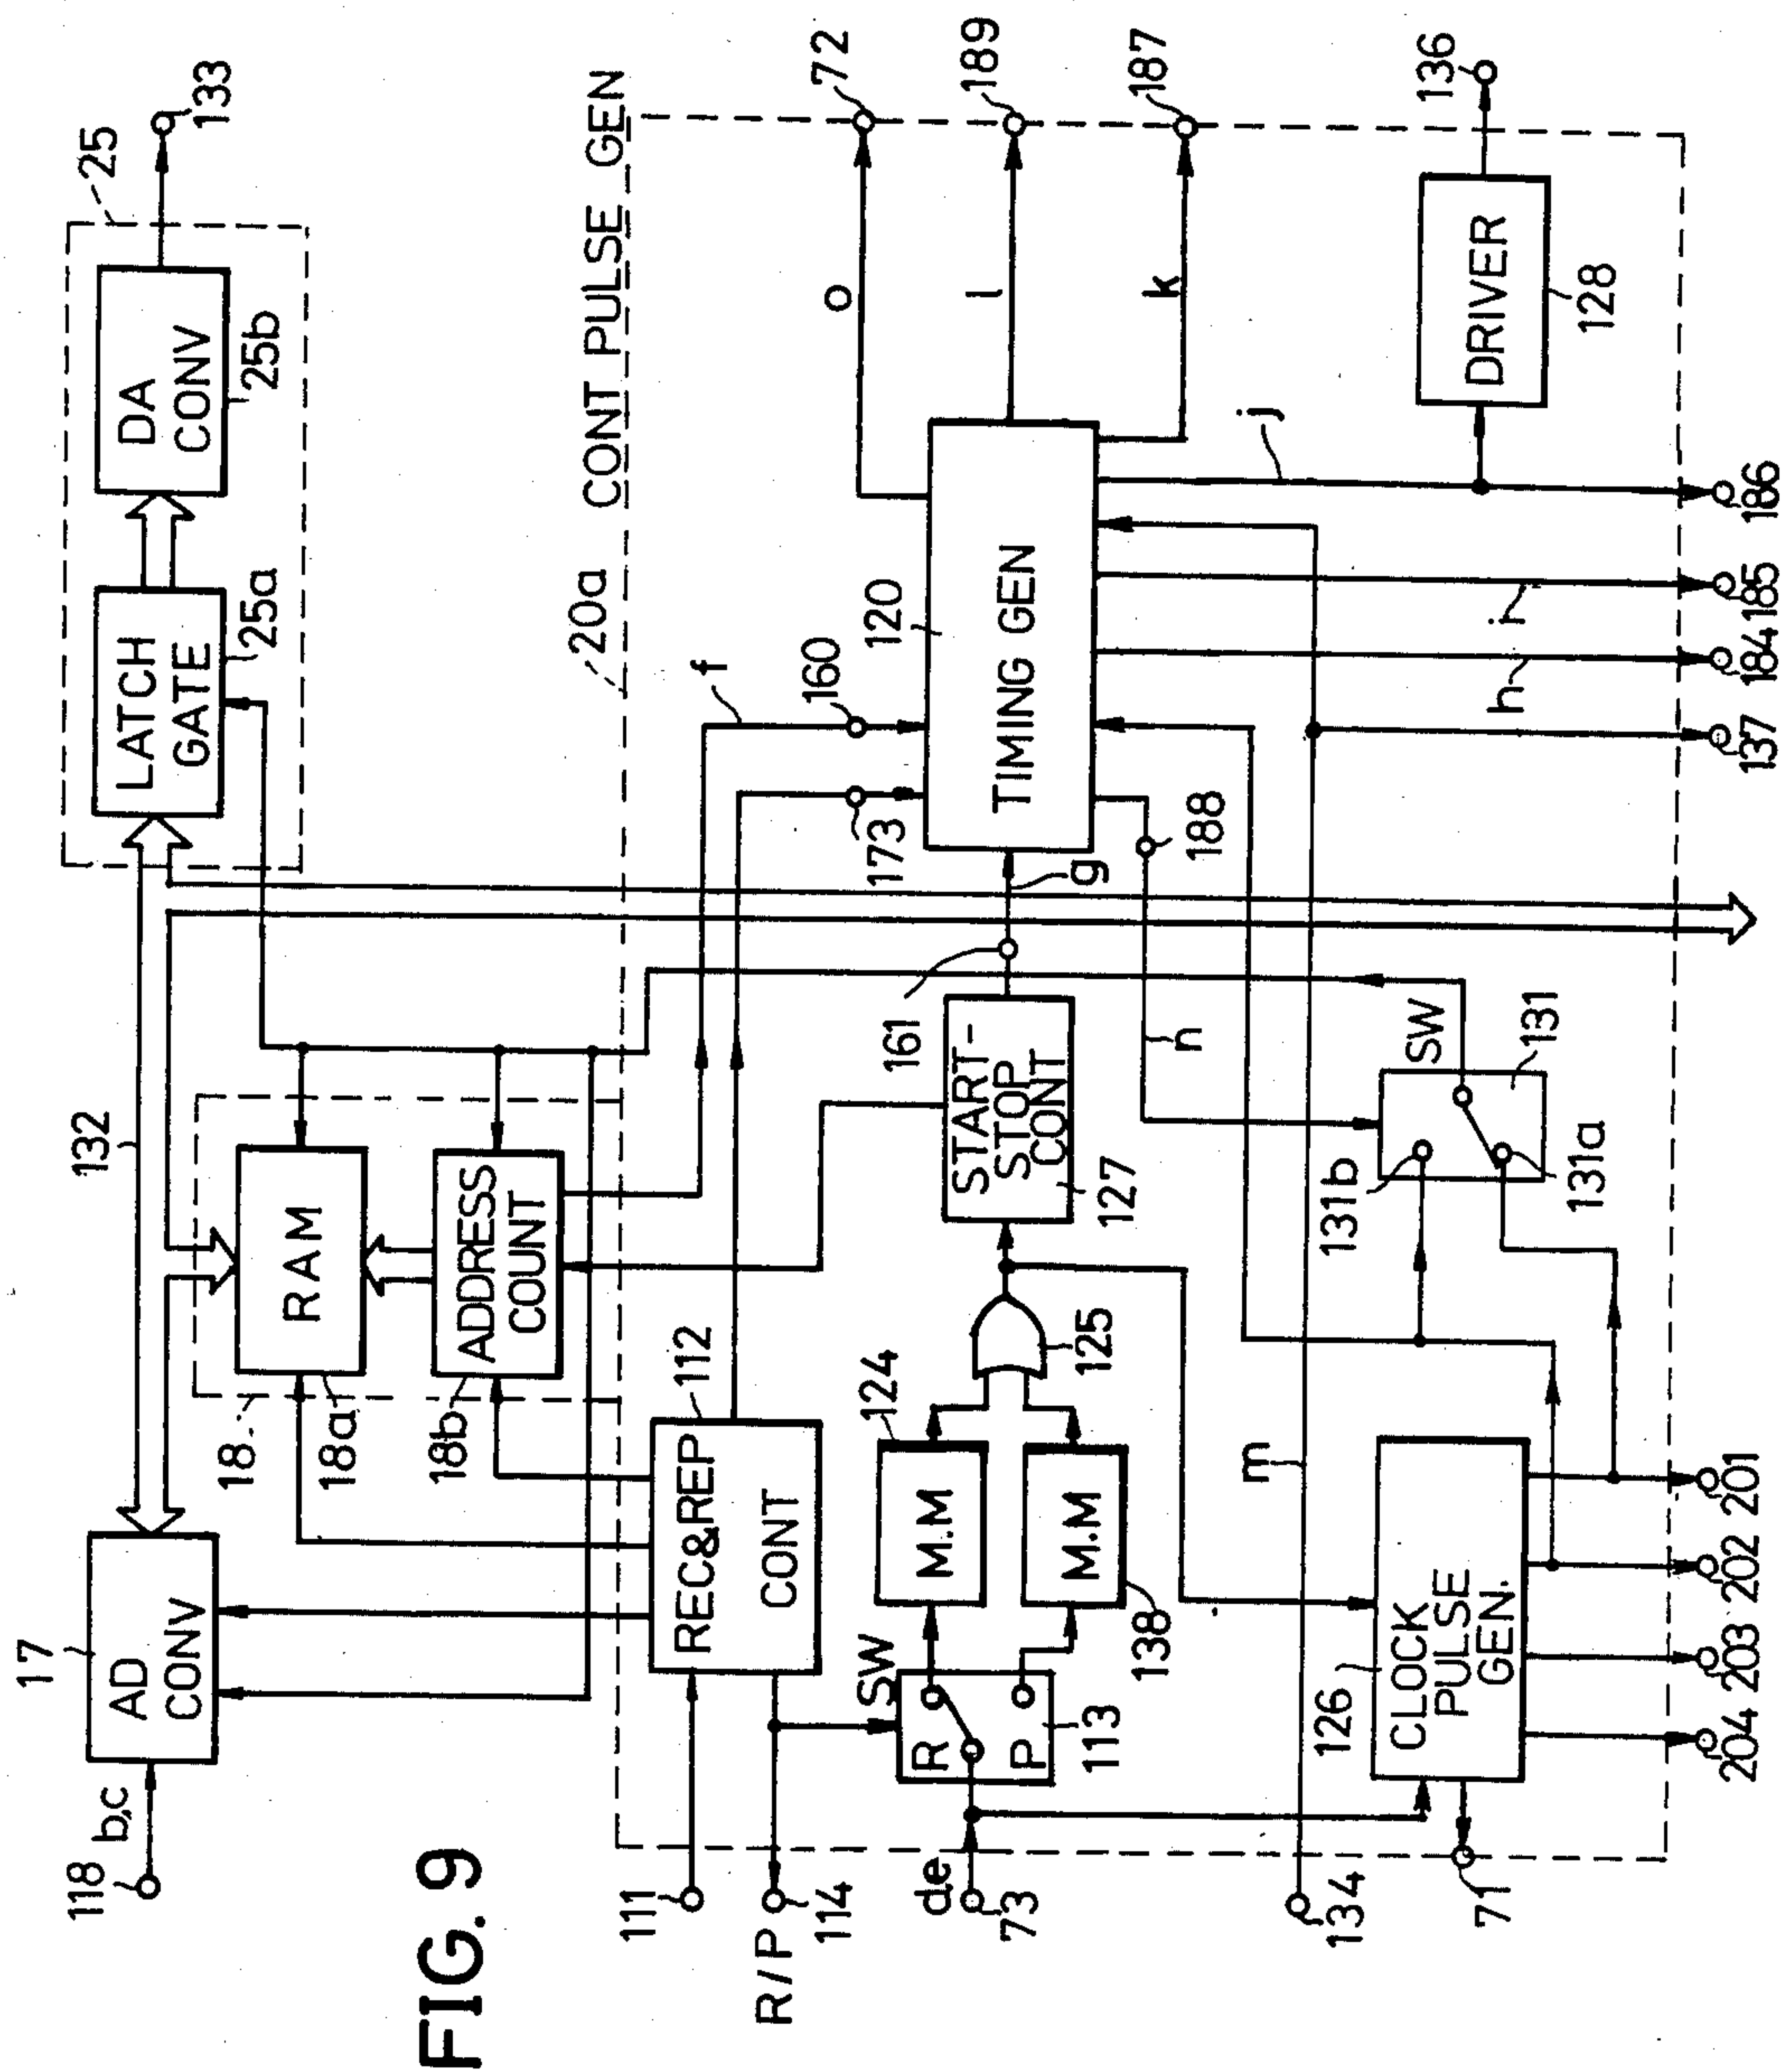 FIG. 9
118
b,c
17
AD
CONV
132
18
18a
RAM
18b
ADDRESS
COUNT
LATCH
GATE
25a
DA
CONV
25b
25
133
20a
CONT PULSE GEN
111
R/P
114
REC&REP
CONT
112
f
173
160
d,e
73
SW
R
P
113
M.M
124
M.M
138
125
START-
STOP
CONT
127
161
g
TIMING GEN
120
o
72
l
189
k
187
134
m
n
188
71
CLOCK
PULSE
GEN.
126
131b
131a
SW
131
j
DRIVER
128
136
h
i
204
203
202
201
137
184
185
186